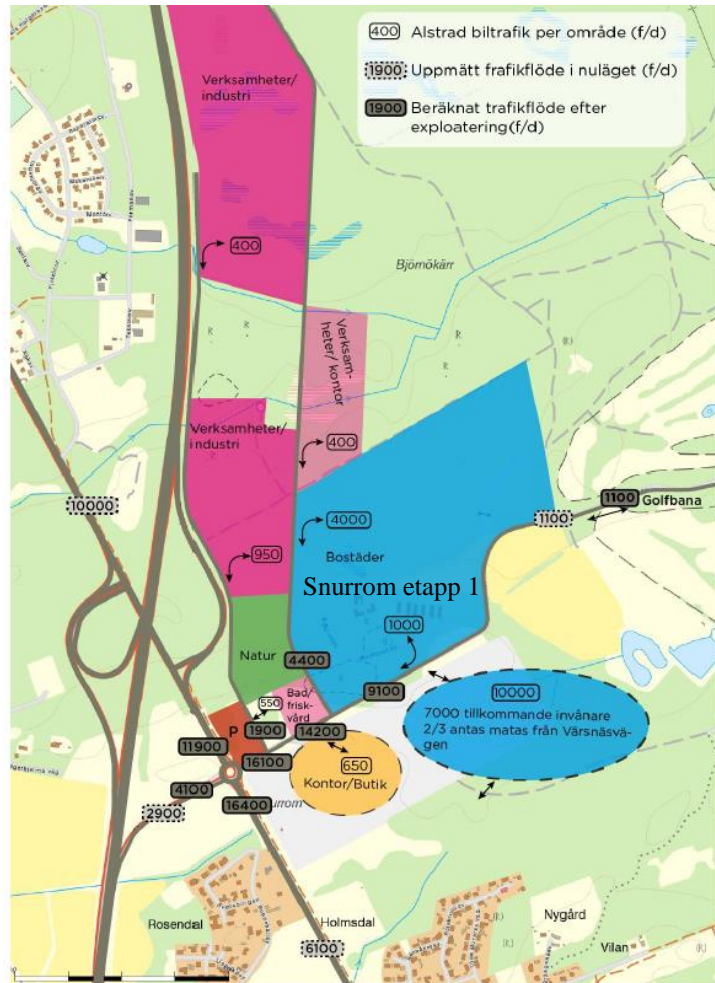 400 Alstrad biltrafik per område (f/d)
1900 Uppmätt frafikflöde i nuläget (f/d)
1900 Beräknat trafikflöde efter
exploatering(f/d)
Verksamheter/
industri
400
Björnökärr
Verksam-
heter/ kontor
400
Verksamheter/
industri
10000
950
4000
1100
1100 Golfbana
Bostäder
Snurrom etapp 1
1000
Natur
4400
9100
10000
7000 tillkommande invånare
2/3 antas matas från Värsnäsvä-
gen
Bad/
frisk-
vård
550
P
1900
14200
11900
16100
650
Kontor/Butik
4100
16400
2900
Rosendal
Holmsdal
6100
Nygård
Vilan